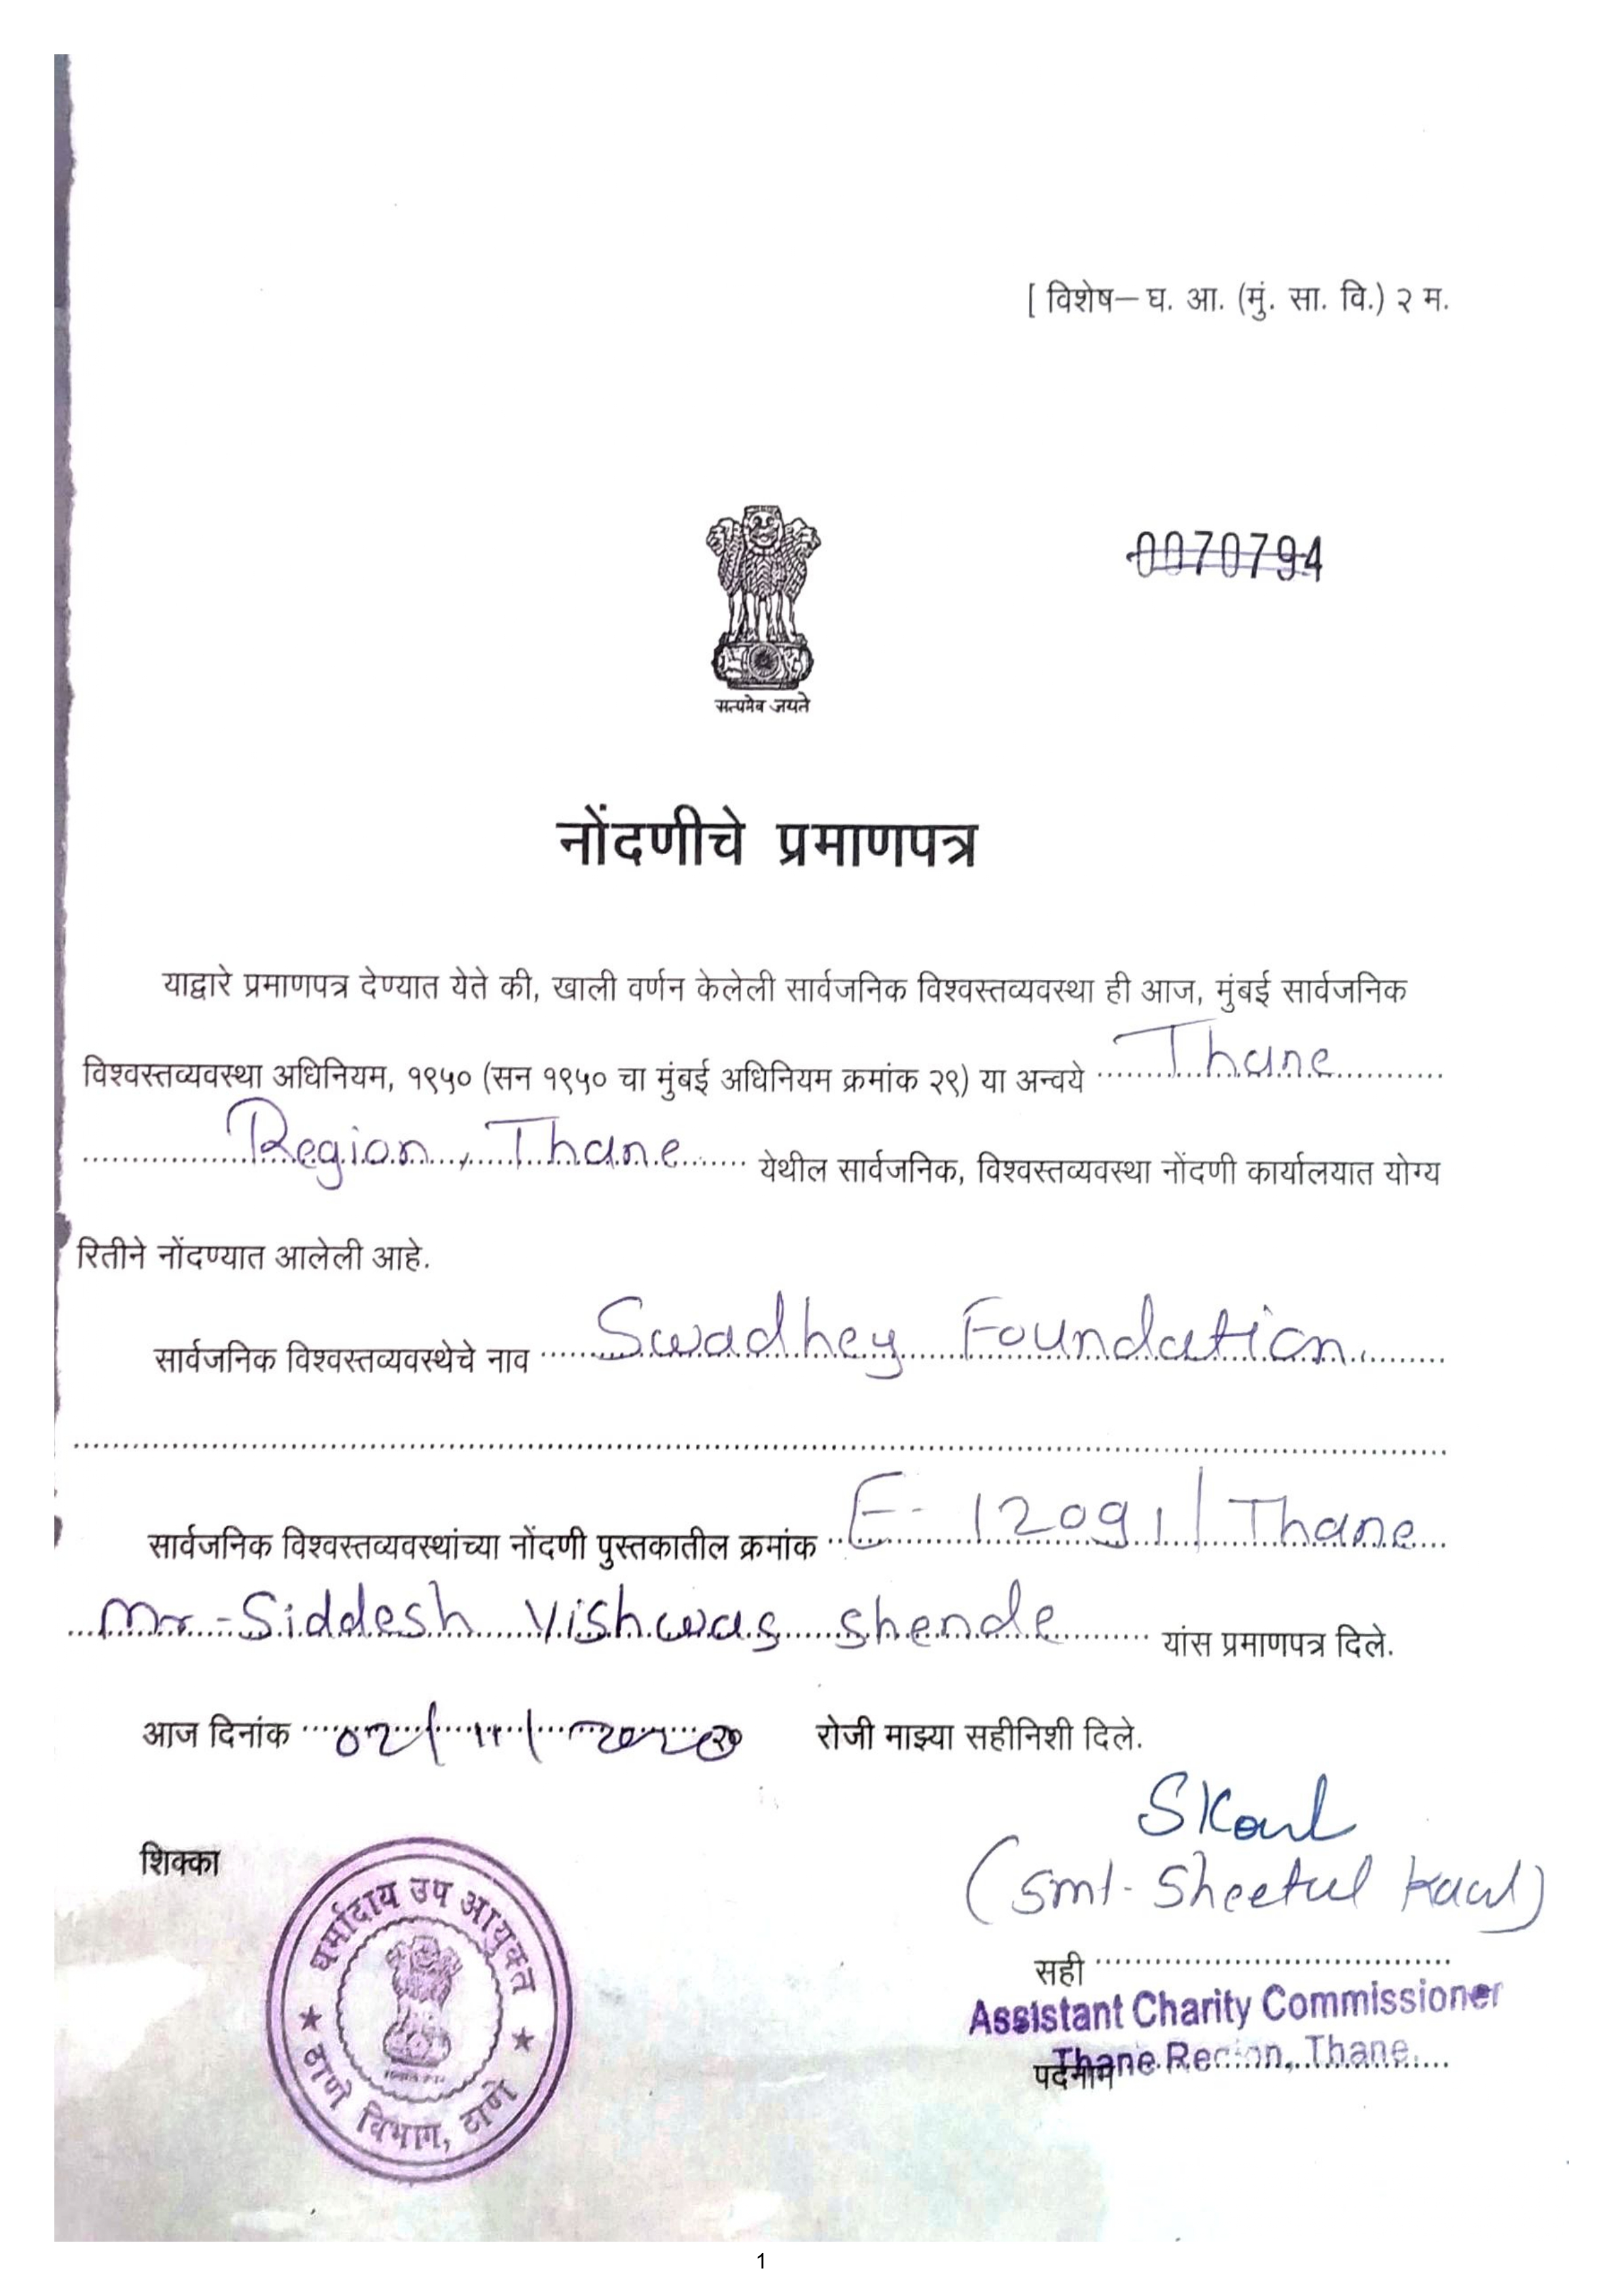 [ विशेष— घ. आ. (मुं. सा. वि.) २ म.
0070794
सत्यमेव जयते
नोंदणीचे प्रमाणपत्र
याद्वारे प्रमाणपत्र देण्यात येते की, खाली वर्णन केलेली सार्वजनिक विश्वस्तव्यवस्था ही आज, मुंबई सार्वजनिक
विश्वस्तव्यवस्था अधिनियम, १९५० (सन १९५० चा मुंबई अधिनियम क्रमांक २९) या अन्वये Thane
Region, Thane येथील सार्वजनिक, विश्वस्तव्यवस्था नोंदणी कार्यालयात योग्य
रितीने नोंदण्यात आलेली आहे.
सार्वजनिक विश्वस्तव्यवस्थेचे नाव Swadhey Foundation.
सार्वजनिक विश्वस्तव्यवस्थांच्या नोंदणी पुस्तकातील क्रमांक E- 12091/Thane
Mr. Siddesh Vishwas Shende यांस प्रमाणपत्र दिले.
आज दिनांक 02/11/2020 रोजी माझ्या सहीनिशी दिले.
SKaul
शिक्का
(Smt. Sheetal Kaul)
धर्मादाय उप आयुक्त
ठाणे विभाग, ठाणे
सही
Assistant Charity Commissioner
पदनाम Thane Region, Thane.
1